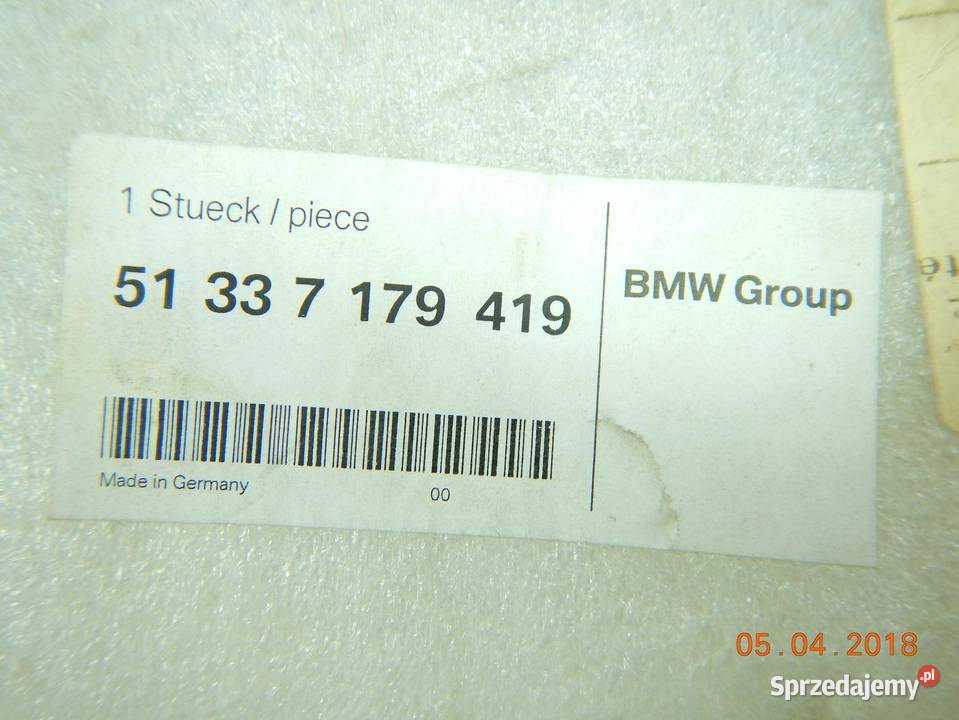 1 Stueck / piece
51 33 7 179 419
BMW Group
Made in Germany
00
05.04.2018
Sprzedajemy.pl